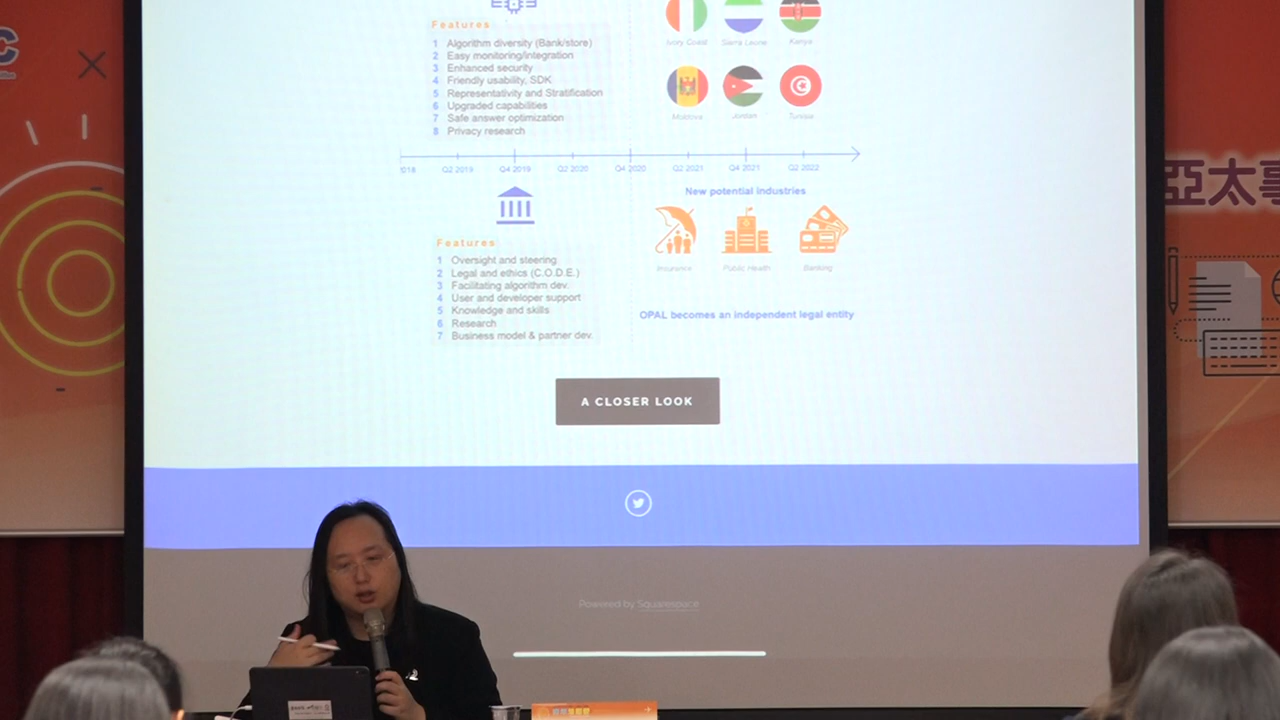 C
Features
1 Algorithm diversity (Bank/store)
2 Easy monitoring/integration
3 Enhanced security
4 Friendly usability, SDK
5 Representativity and Stratification
6 Upgraded capabilities
7 Safe answer optimization
8 Privacy research
Ivory Coast Sierra Leone Kenya
Moldova Jordan Tunisia
2018 Q2 2019 Q4 2019 Q2 2020 Q4 2020 Q2 2021 Q4 2021 Q2 2022
Features
1 Oversight and steering
2 Legal and ethics (C.O.D.E.)
3 Facilitating algorithm dev.
4 User and developer support
5 Knowledge and skills
6 Research
7 Business model & partner dev.
New potential industries
Insurance Public Health Banking
OPAL becomes an independent legal entity
A CLOSER LOOK
Powered by Squarespace
亞太事